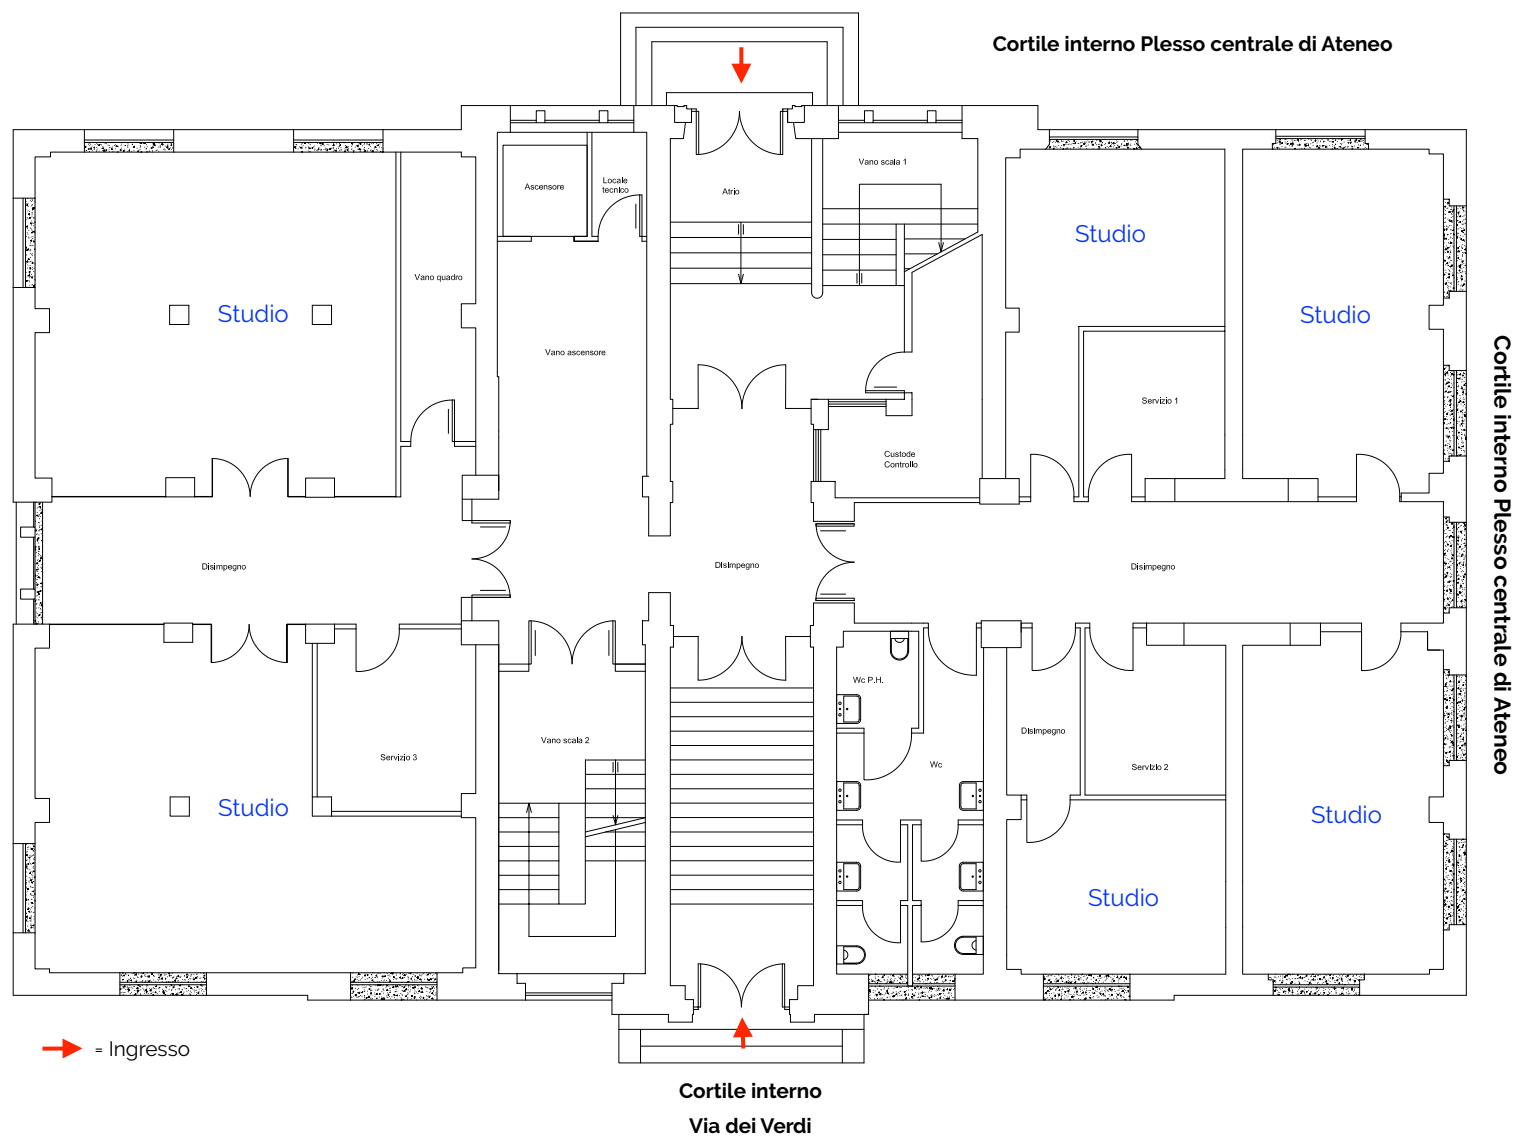 Cortile interno Plesso centrale di Ateneo
Vano scala 1
Ascensore
Locale
tecnico
Atrio
Studio
Vano quadro
Studio
Studio
Vano ascensore
Servizio 1
Custode
Controllo
Cortile interno Plesso centrale di Ateneo
Disimpegno
Disimpegno
Disimpegno
Wc P.H.
Disimpegno
Vano scala 2
Servizio 3
Wc
Servizio 2
Studio
Studio
Studio
= Ingresso
Cortile interno
Via dei Verdi